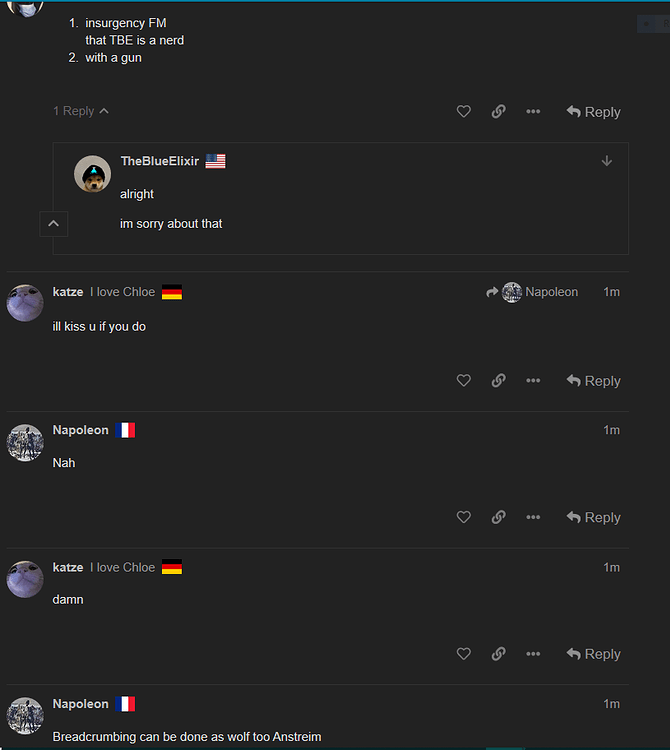 1. insurgency FM
that TBE is a nerd
2. with a gun
1 Reply
Reply
TheBlueElixir
alright
im sorry about that
katze I love Chloe Napoleon 1m
ill kiss u if you do
Reply
Napoleon 1m
Nah
Reply
katze I love Chloe 1m
damn
Reply
Napoleon 1m
Breadcrumbing can be done as wolf too Anstreim